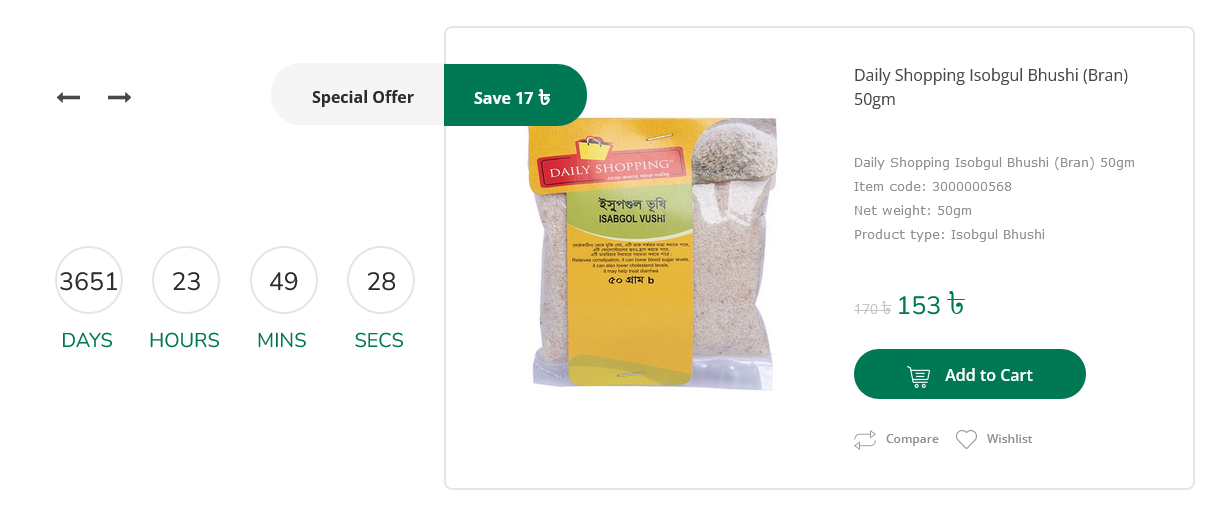 Special Offer
Save 17 ৳
3651
23
49
28
DAYS
HOURS
MINS
SECS
DAILY SHOPPING™
ইসুপগুল ভূষি
ISABGOL VUSHI
Relieves constipation, it can lower blood sugar levels,
it can also lower cholesterol levels,
it may help treat diarrhea
৫০ গ্রাম b
Daily Shopping Isobgul Bhushi (Bran)
50gm
Daily Shopping Isobgul Bhushi (Bran) 50gm
Item code: 3000000568
Net weight: 50gm
Product type: Isobgul Bhushi
170 ৳ 153 ৳
Add to Cart
Compare
Wishlist